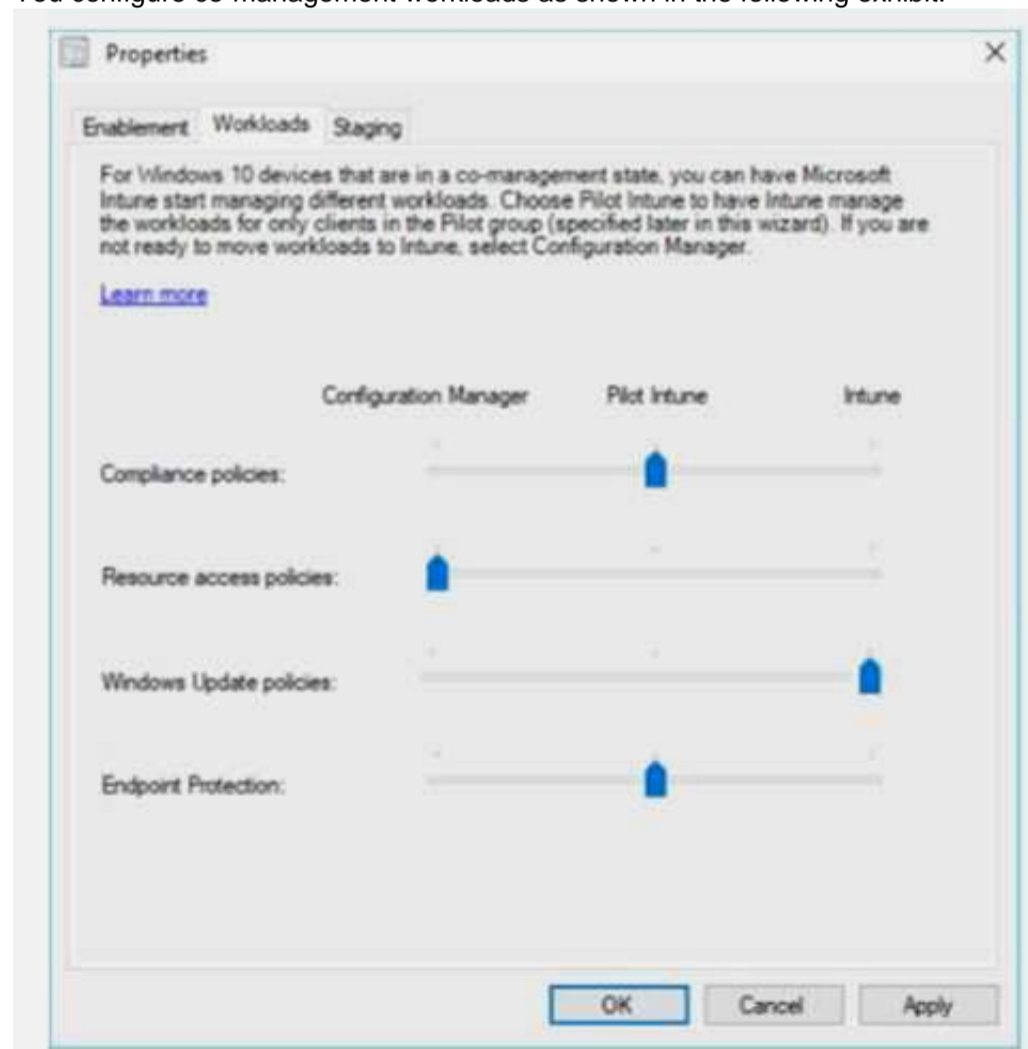 You configure co-management workloads as shown in the following exhibit.
Properties
Enablement Workloads Staging
For Windows 10 devices that are in a co-management state, you can have Microsoft
Intune start managing different workloads. Choose Pilot Intune to have Intune manage
the workloads for only clients in the Pilot group (specified later in this wizard). If you are
not ready to move workloads to Intune, select Configuration Manager.
Learn more
Configuration Manager Pilot Intune Intune
Compliance policies:
Resource access policies:
Windows Update policies:
Endpoint Protection:
OK Cancel Apply